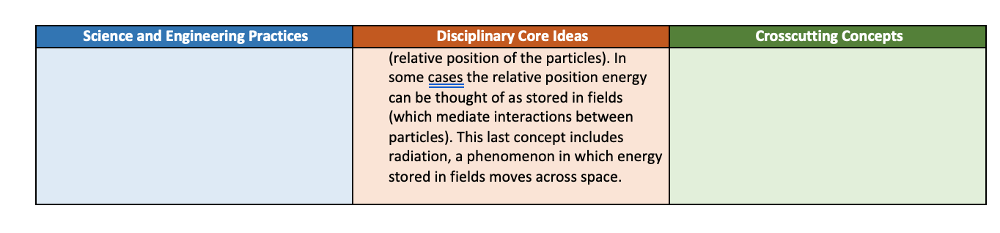 Science and Engineering Practices
Disciplinary Core Ideas
Crosscutting Concepts
(relative position of the particles). In
some cases the relative position energy
can be thought of as stored in fields
(which mediate interactions between
particles). This last concept includes
radiation, a phenomenon in which energy
stored in fields moves across space.